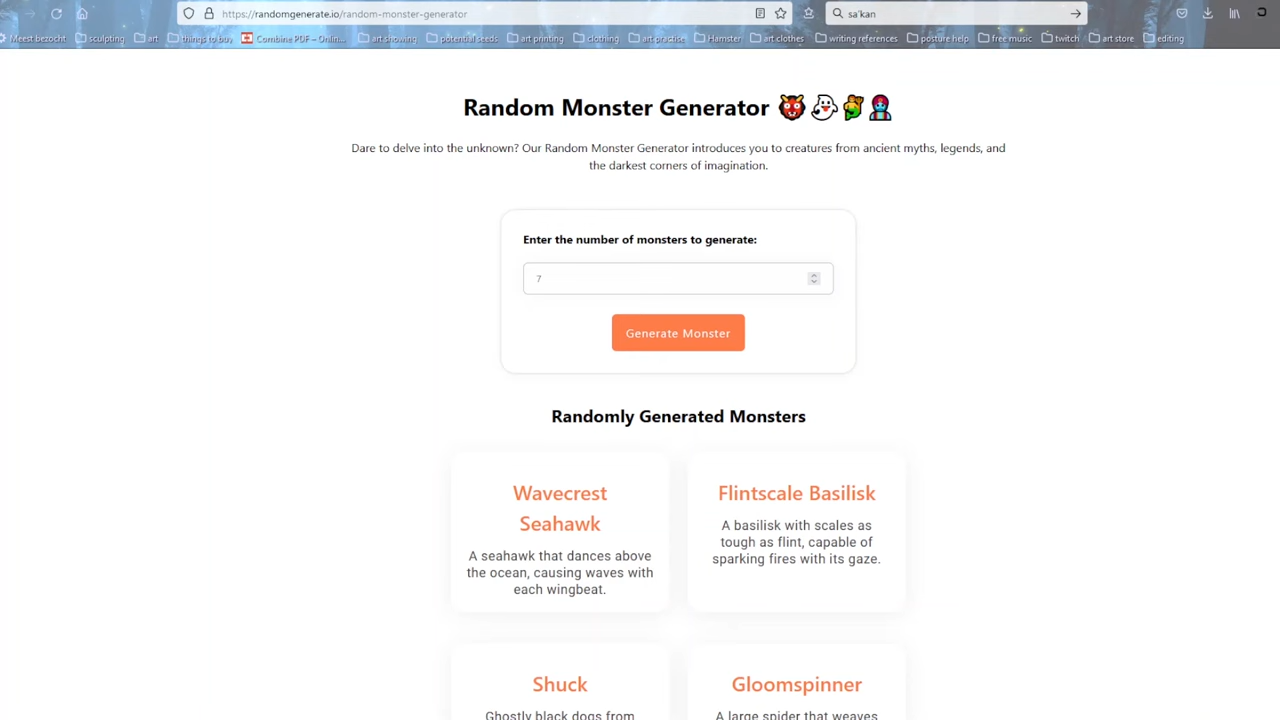 https://randomgenerate.io/random-monster-generator
sa'kan
Meest bezocht sculpting art things to buy Combine PDF – Onlin... art showing potential seeds art printing clothing art practise Hamster art clothes writing references posture help free music twitch art store editing
Random Monster Generator
Dare to delve into the unknown? Our Random Monster Generator introduces you to creatures from ancient myths, legends, and
the darkest corners of imagination.
Enter the number of monsters to generate:
7
Generate Monster
Randomly Generated Monsters
Wavecrest
Seahawk
A seahawk that dances above
the ocean, causing waves with
each wingbeat.
Flintscale Basilisk
A basilisk with scales as
tough as flint, capable of
sparking fires with its gaze.
Shuck
Ghostly black dogs from
Gloomspinner
A large spider that weaves